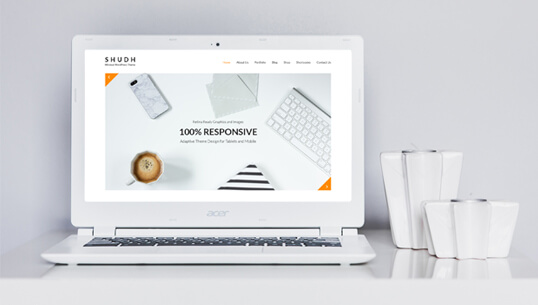 SHUDH
Minimal WordPress Theme
Home About Us Portfolio Blog Shop Shortcodes Contact Us
Retina Ready Graphics and Images
100% RESPONSIVE
Adaptive Theme Design for Tablets and Mobile
acer